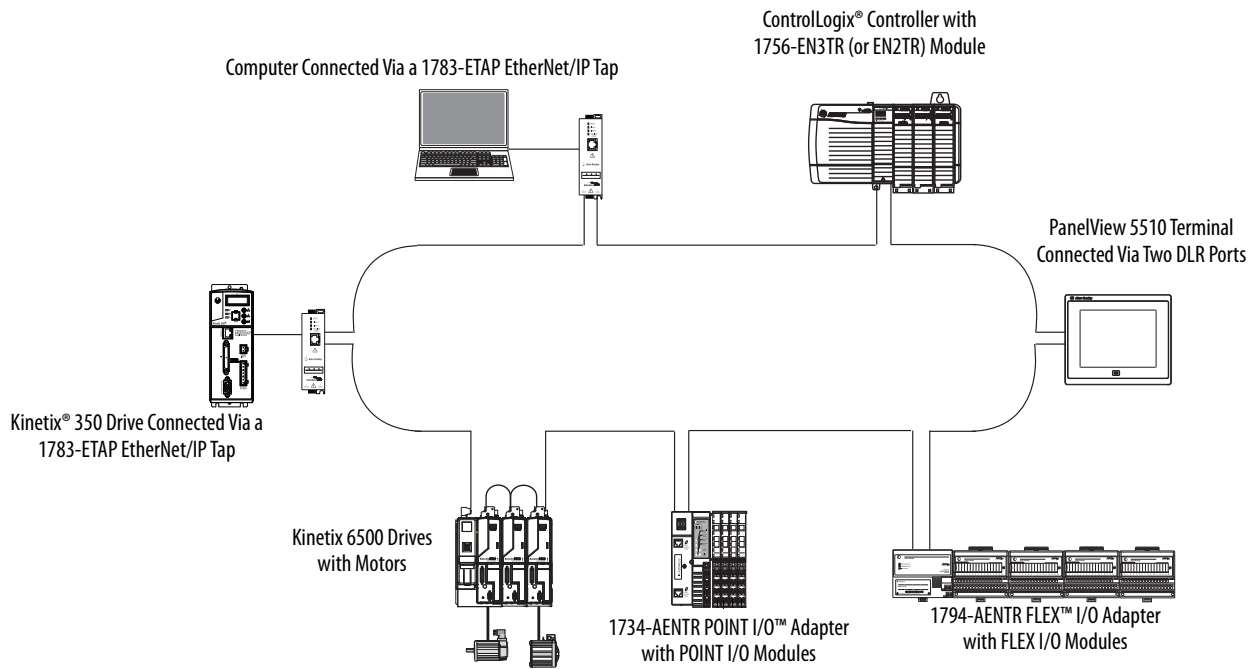 ControlLogix® Controller with
1756-EN3TR (or EN2TR) Module
Computer Connected Via a 1783-ETAP EtherNet/IP Tap
PanelView 5510 Terminal
Connected Via Two DLR Ports
Kinetix® 350 Drive Connected Via a
1783-ETAP EtherNet/IP Tap
Kinetix 6500 Drives
with Motors
1734-AENTR POINT I/O™ Adapter
with POINT I/O Modules
1794-AENTR FLEX™ I/O Adapter
with FLEX I/O Modules